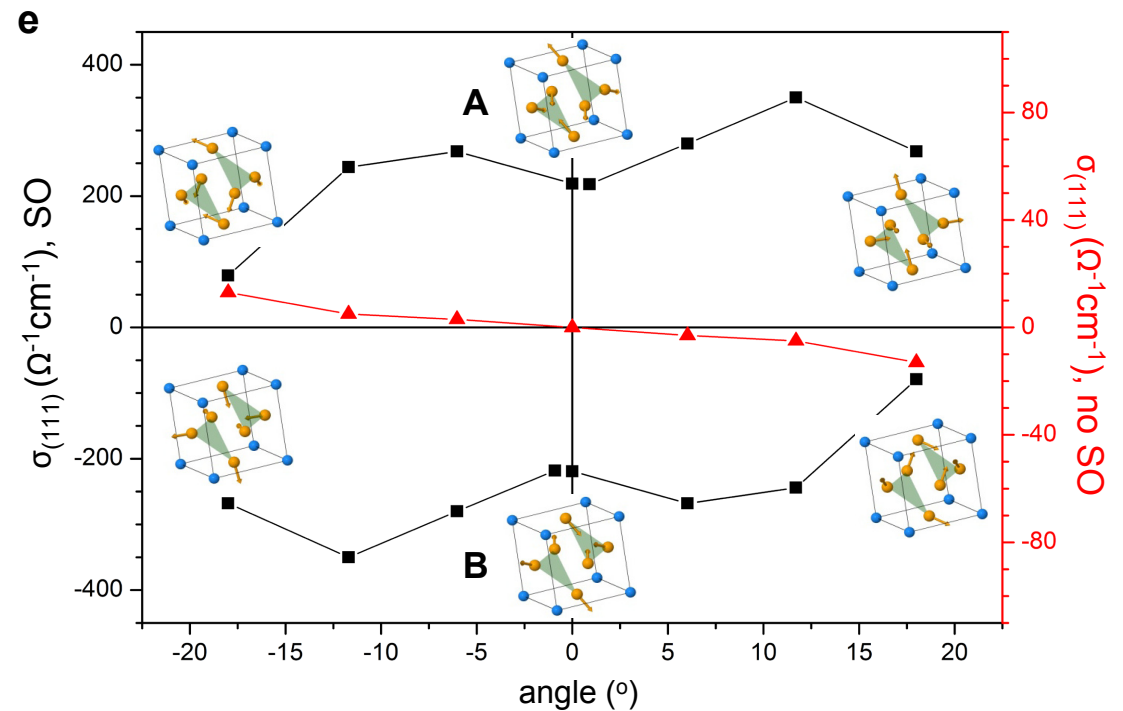 e
400
200
0
-200
-400
σ(111) (Ω-1cm-1), SO
A
B
80
40
0
-40
-80
σ(111) (Ω-1cm-1), no SO
-20 -15 -10 -5 0 5 10 15 20
angle (o)